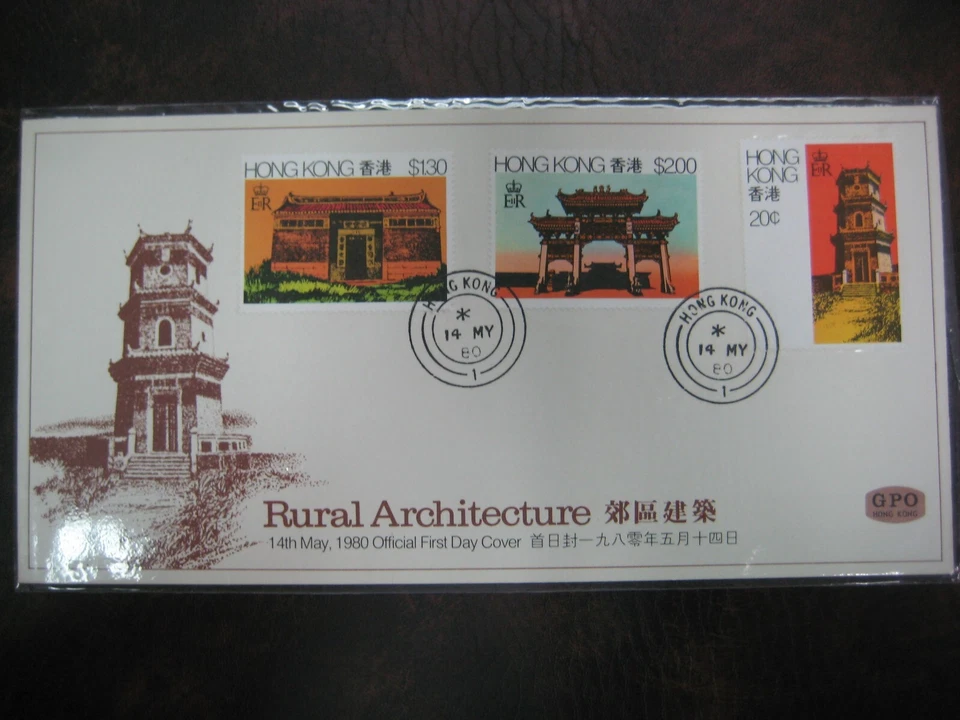 HONG KONG 香港 $1.30
E II R
HONG KONG 香港 $2.00
E II R
HONG
KONG
香港
20¢
E II R
HONG KONG
*
14 MY
80
1
HONG KONG
*
14 MY
80
1
Rural Architecture 郊區建築
14th May, 1980 Official First Day Cover 首日封一九八零年五月十四日
GPO
HONG KONG